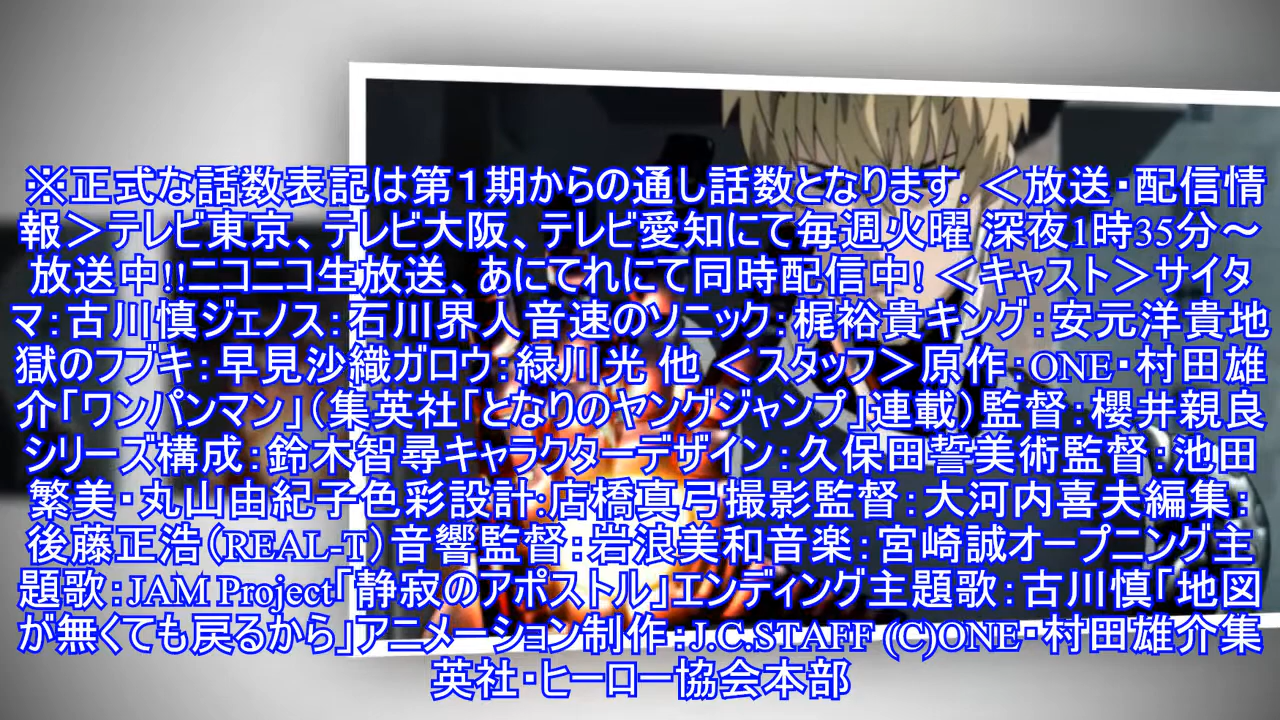 ※正式な話数表記は第１期からの通し話数となります. ＜放送・配信情
報＞テレビ東京、テレビ大阪、テレビ愛知にて毎週火曜 深夜1時35分～
放送中!!ニコニコ生放送、あにてれにて同時配信中! ＜キャスト＞サイタ
マ：古川慎ジェノス：石川界人音速のソニック：梶裕貴キング：安元洋貴地
獄のフブキ：早見沙織ガロウ：緑川光 他 ＜スタッフ＞原作：ONE・村田雄
介「ワンパンマン」（集英社「となりのヤングジャンプ」連載）監督：櫻井親良
シリーズ構成：鈴木智尋キャラクターデザイン：久保田誓美術監督：池田
繁美・丸山由紀子色彩設計：店橋真弓撮影監督：大河内喜夫編集：
後藤正浩（REAL-T）音響監督：岩浪美和音楽：宮崎誠オープニング主
題歌：JAM Project「静寂のアポストル」エンディング主題歌：古川慎「地図
が無くても戻るから」アニメーション制作：J.C.STAFF (C)ONE・村田雄介集
英社・ヒーロー協会本部